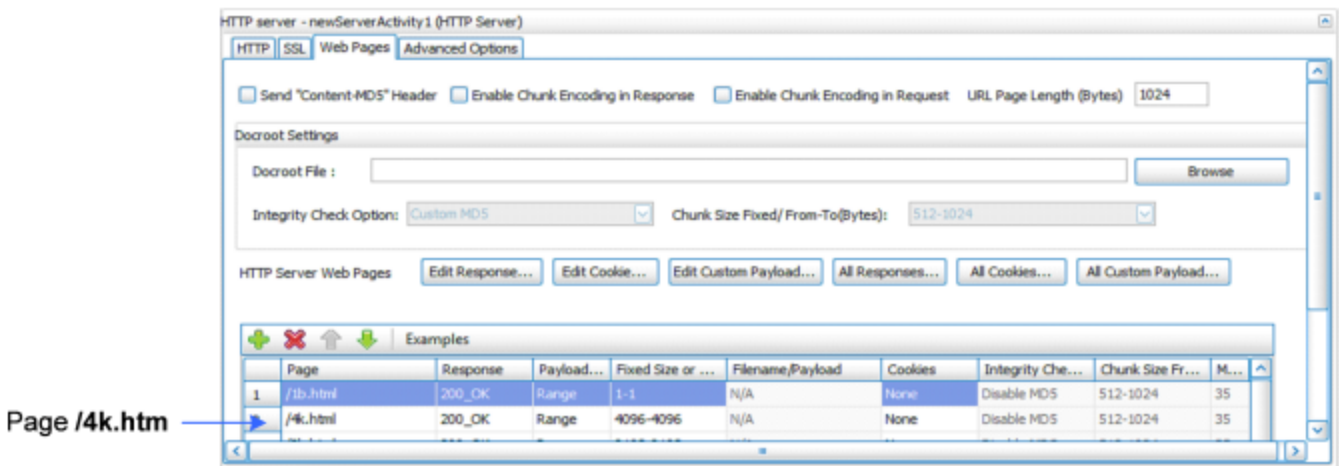 HTTP server - newServerActivity1 (HTTP Server)
HTTP SSL Web Pages Advanced Options
Send "Content-MD5" Header Enable Chunk Encoding in Response Enable Chunk Encoding in Request URL Page Length (Bytes) 1024
Docroot Settings
Docroot File : Browse
Integrity Check Option: Custom MD5 Chunk Size Fixed/ From-To(Bytes): 512-1024
HTTP Server Web Pages Edit Response... Edit Cookie... Edit Custom Payload... All Responses... All Cookies... All Custom Payload...
Examples
Page Response Payload... Fixed Size or ... Filename/Payload Cookies Integrity Che... Chunk Size Fr... M...
1 /1b.html 200_OK Range 1-1 N/A None Disable MD5 512-1024 35
Page /4k.htm /4k.html 200_OK Range 4096-4096 N/A None Disable MD5 512-1024 35